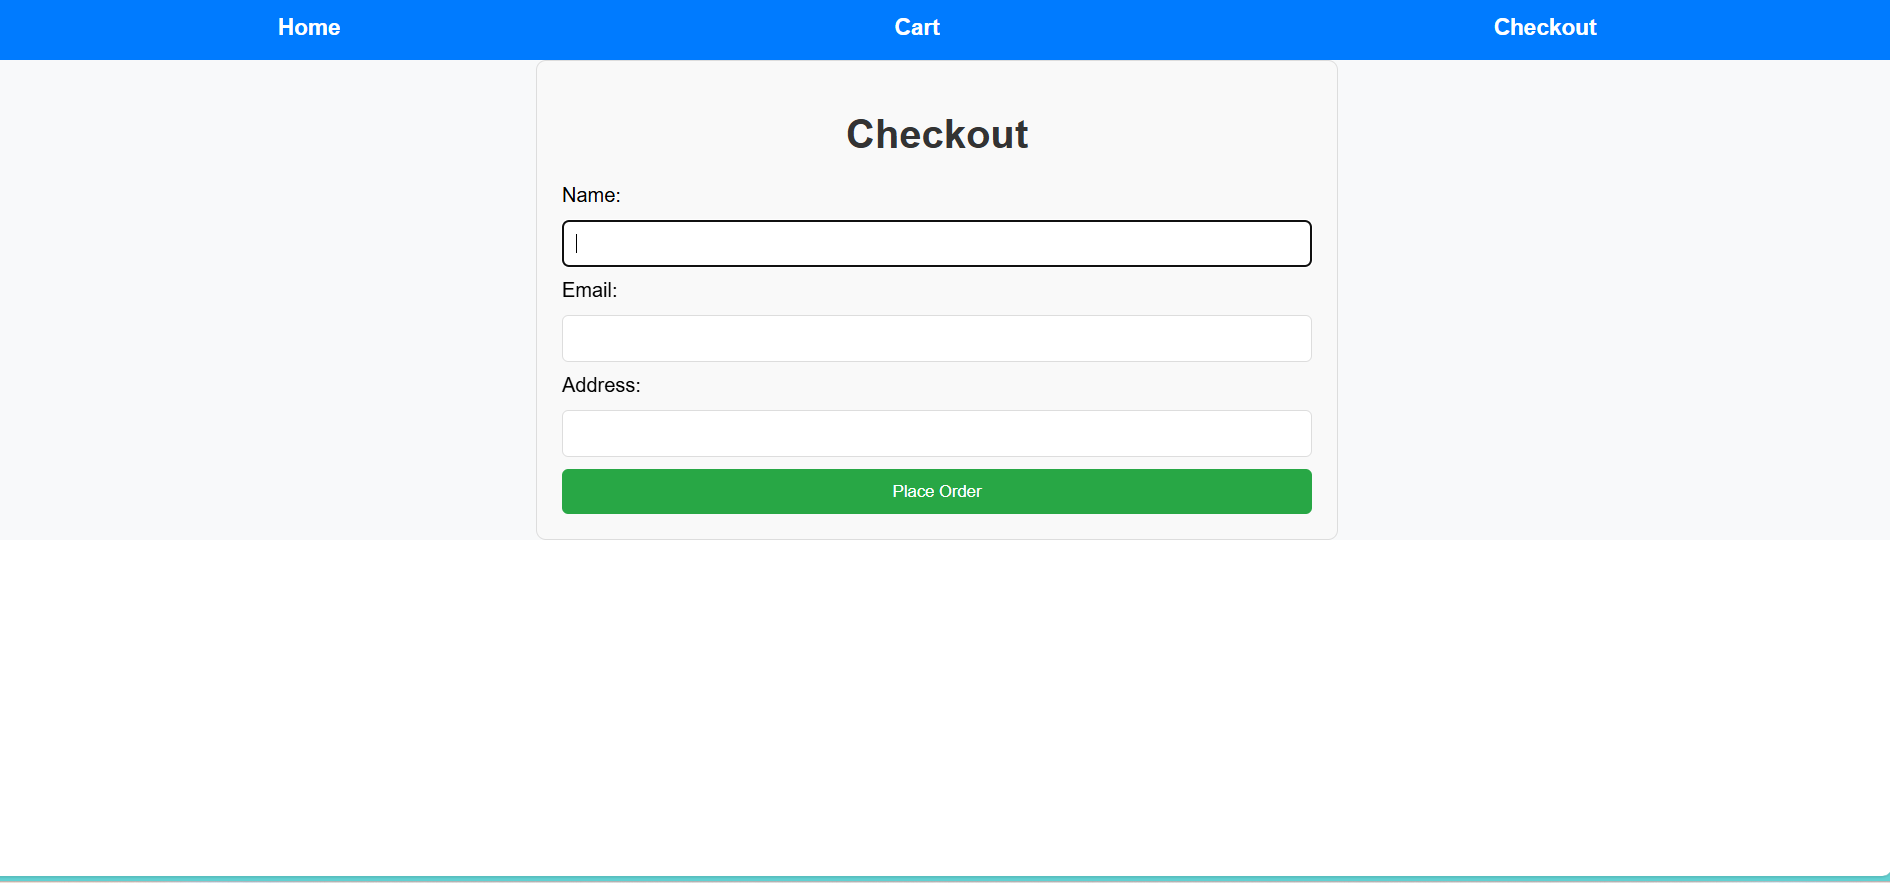 Home Cart Checkout
Checkout
Name:
Email:
Address:
Place Order